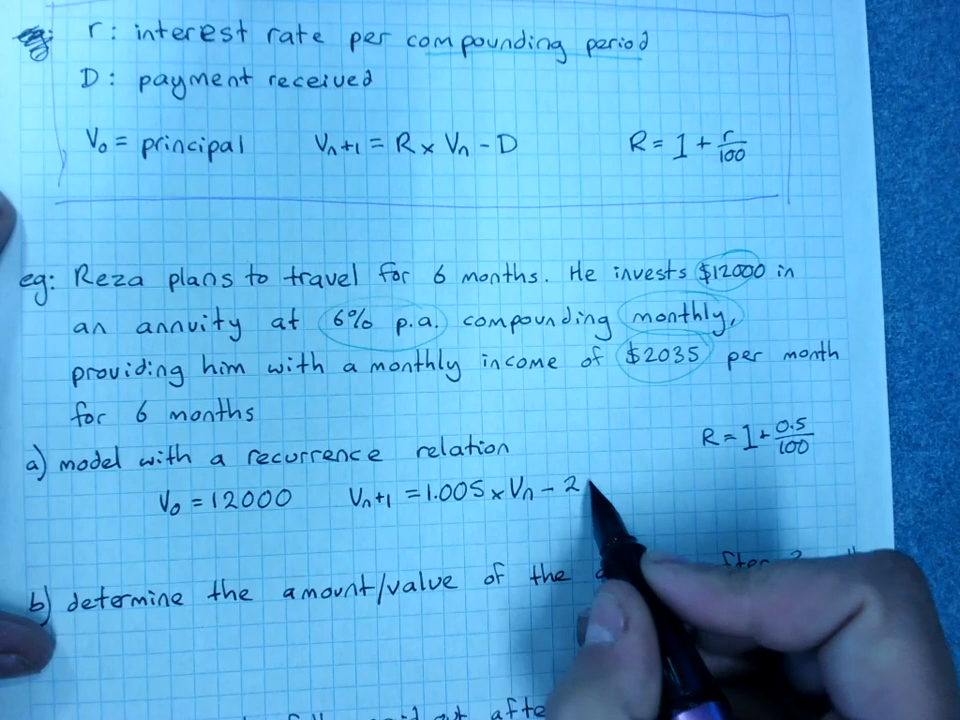 eg: r: interest rate per compounding period
D: payment received
V0 = principal Vn+1 = R x Vn - D R = 1 + r/100
eg: Reza plans to travel for 6 months. He invests $12000 in
an annuity at 6% p.a. compounding monthly,
providing him with a monthly income of $2035 per month
for 6 months
a) model with a recurrence relation R = 1 + 0.5/100
V0 = 12000 Vn+1 = 1.005 x Vn - 2
b) determine the amount/value of the